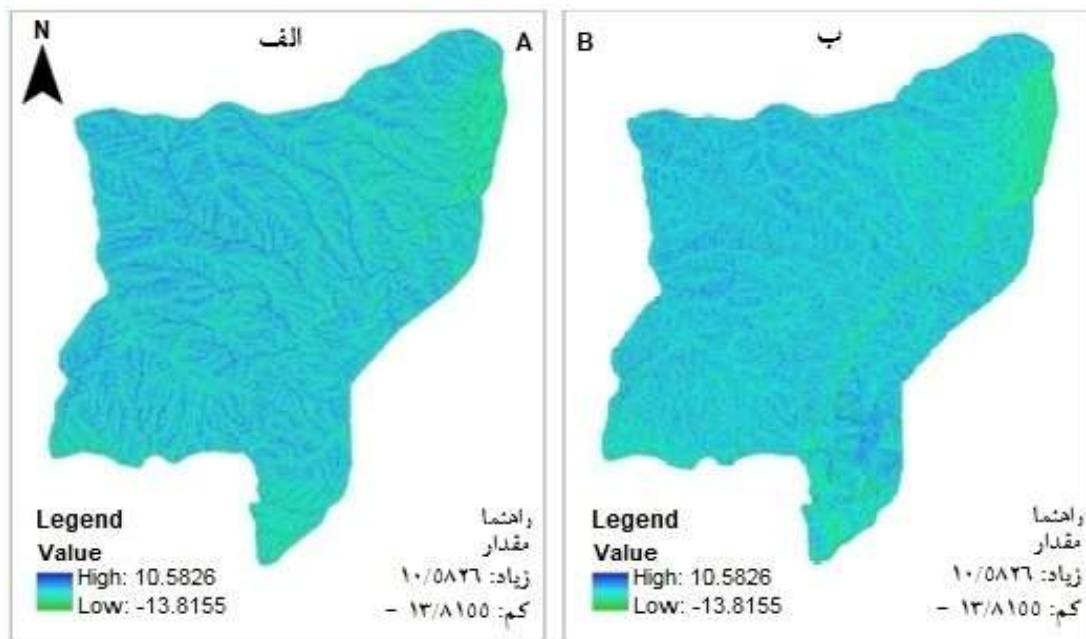 N
الف
A
Legend
Value
High: 10.5826
Low: -13.8155
راهنما
مقدار
زیاد: ۱۰/۵۸۲۶
کم: ۱۳/۸۱۵۵ –
B
ب
Legend
Value
High: 10.5826
Low: -13.8155
راهنما
مقدار
زیاد: ۱۰/۵۸۲۶
کم: ۱۳/۸۱۵۵ –